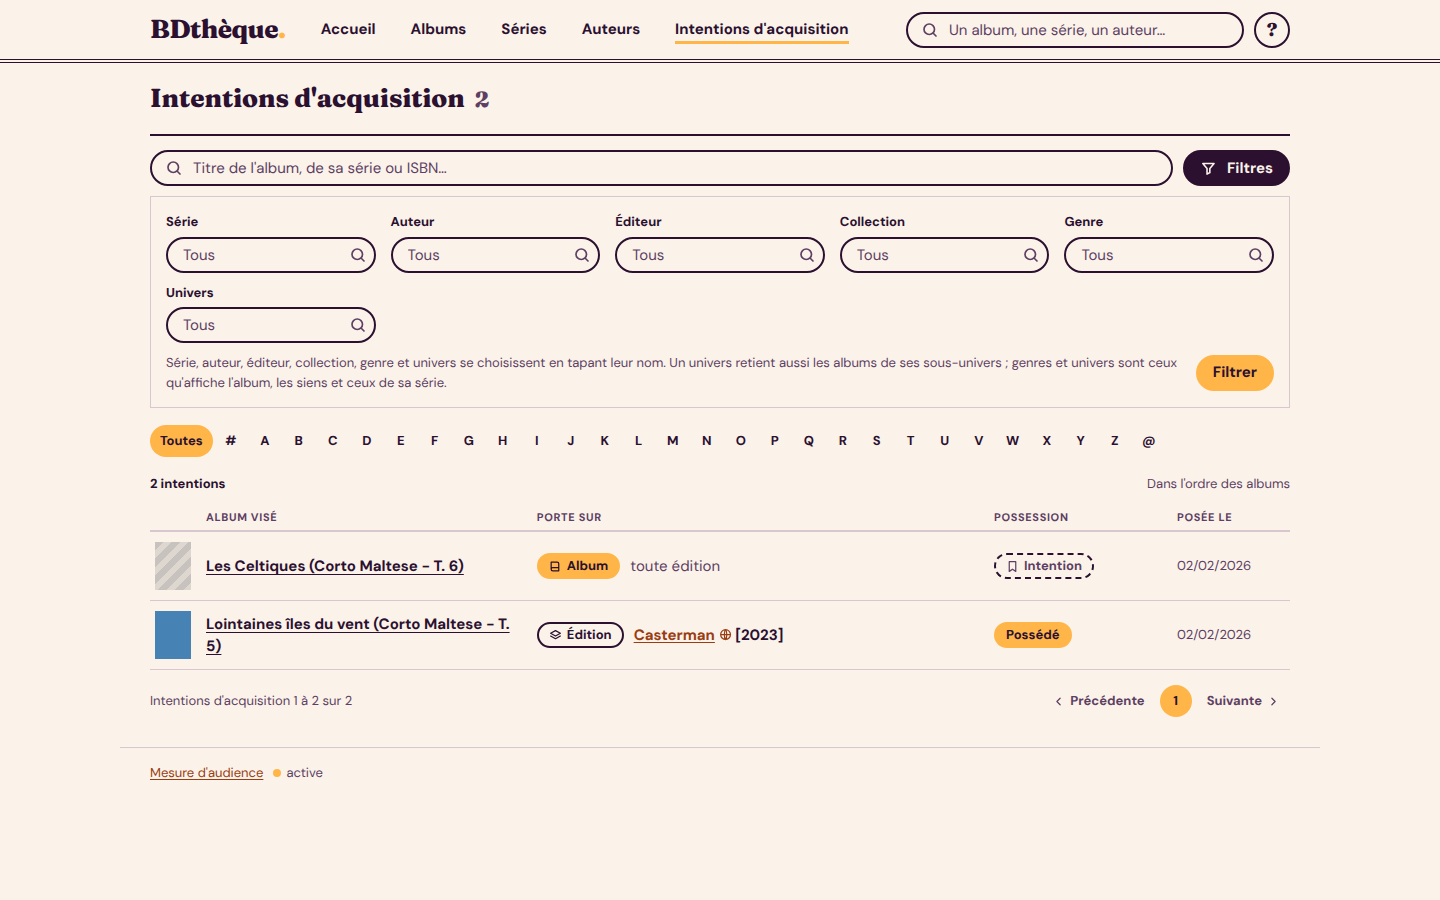 BDthèque.
Accueil
Albums
Séries
Auteurs
Intentions d'acquisition
Un album, une série, un auteur...
?
Intentions d'acquisition 2
Titre de l'album, de sa série ou ISBN...
Filtres
Série
Auteur
Éditeur
Collection
Genre
Tous
Tous
Tous
Tous
Tous
Univers
Tous
Série, auteur, éditeur, collection, genre et univers se choisissent en tapant leur nom. Un univers retient aussi les albums de ses sous-univers ; genres et univers sont ceux
qu'affiche l'album, les siens et ceux de sa série.
Filtrer
Toutes # A B C D E F G H I J K L M N O P Q R S T U V W X Y Z @
2 intentions
Dans l'ordre des albums
ALBUM VISÉ
PORTE SUR
POSSESSION
POSÉE LE
Les Celtiques (Corto Maltese - T. 6)
Album
toute édition
Intention
02/02/2026
Lointaines îles du vent (Corto Maltese - T.
5)
Édition
Casterman [2023]
Possédé
02/02/2026
Intentions d'acquisition 1 à 2 sur 2
Précédente
1
Suivante
Mesure d'audience
active